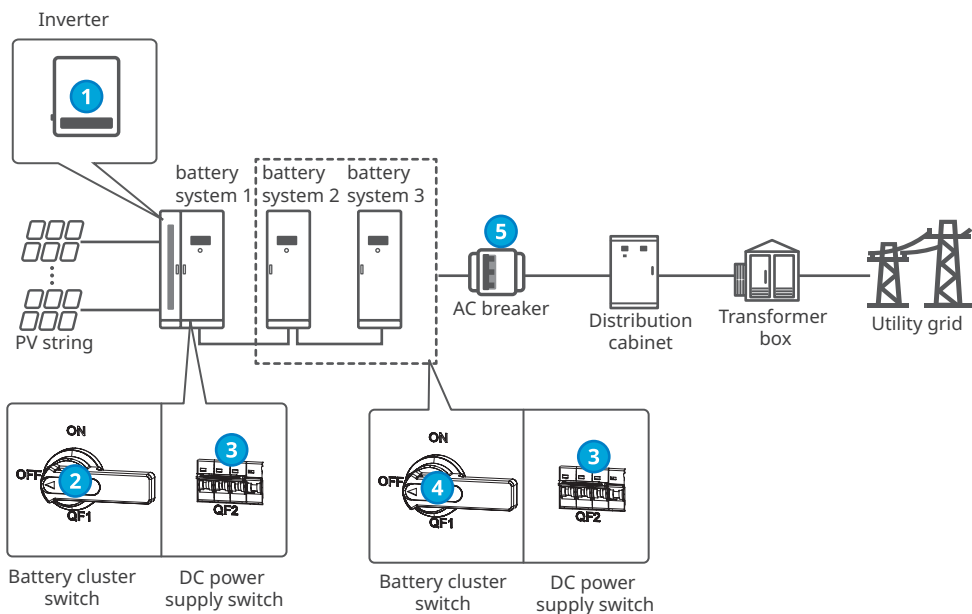 Inverter
1
battery
system 1
battery
system 2
battery
system 3
5
PV string
AC breaker
Distribution
cabinet
Transformer
box
Utility grid
ON
OFF
2
QF1
3
QF2
ON
OFF
4
QF1
3
QF2
Battery cluster
switch
DC power
supply switch
Battery cluster
switch
DC power
supply switch